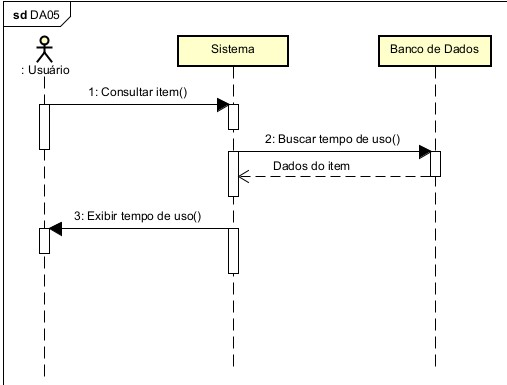 sd DA05
: Usuário
Sistema
Banco de Dados
1: Consultar item()
2: Buscar tempo de uso()
Dados do item
3: Exibir tempo de uso()